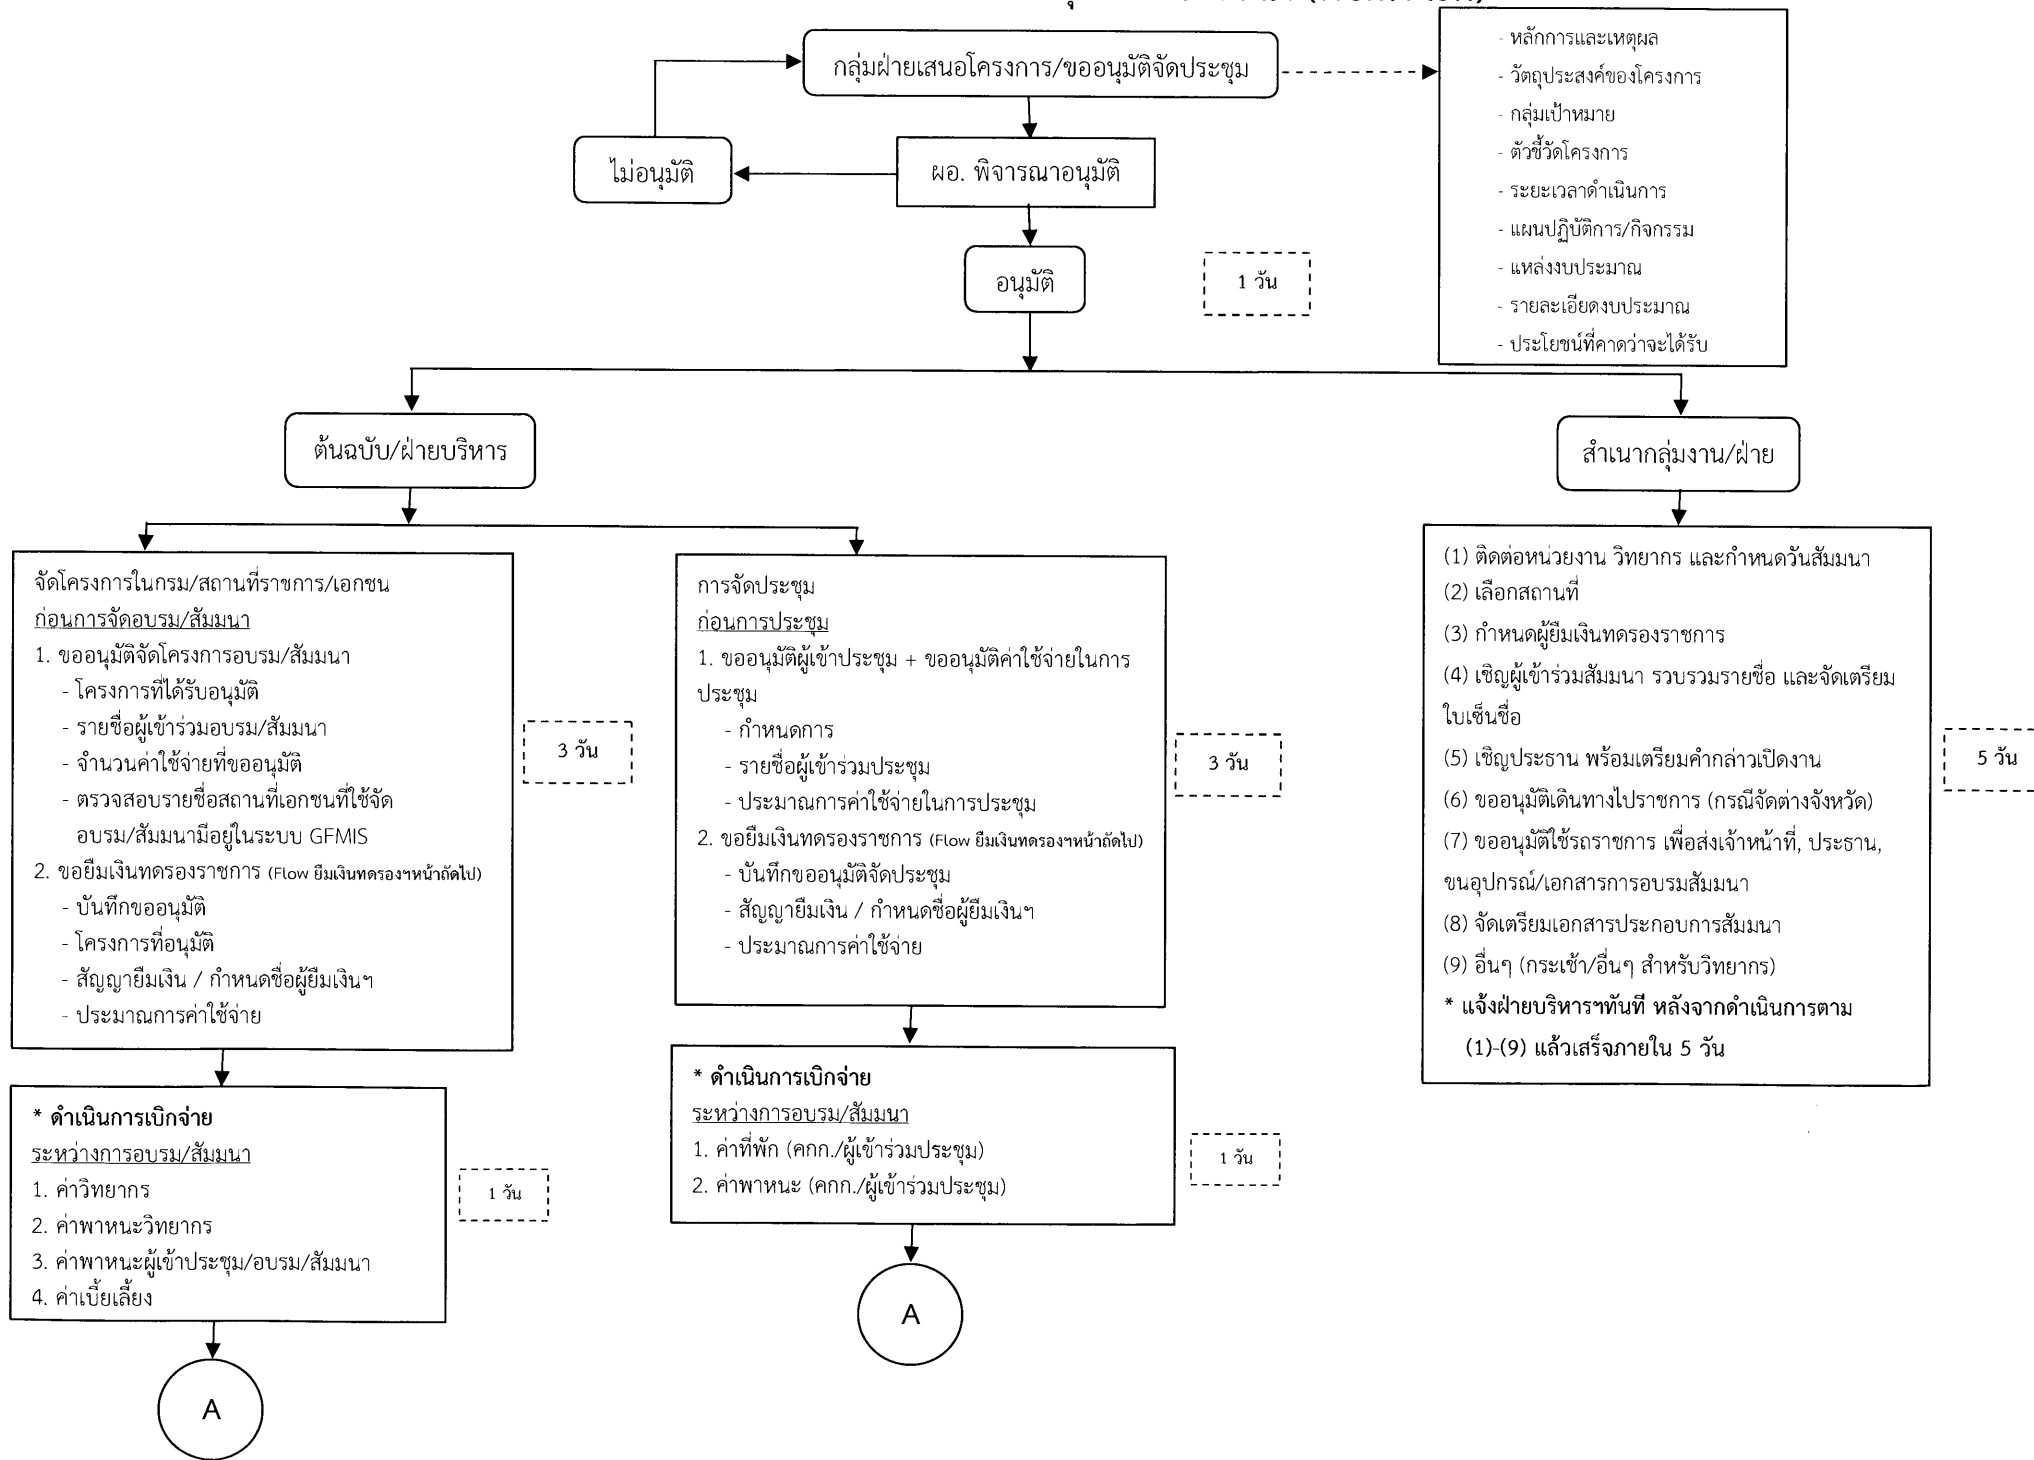 กลุ่มฝ่ายเสนอโครงการ/ขออนุมัติจัดประชุม
- หลักการและเหตุผล
- วัตถุประสงค์ของโครงการ
- กลุ่มเป้าหมาย
- ตัวชี้วัดโครงการ
- ระยะเวลาดำเนินการ
- แผนปฏิบัติการ/กิจกรรม
- แหล่งงบประมาณ
- รายละเอียดงบประมาณ
- ประโยชน์ที่คาดว่าจะได้รับ
ไม่อนุมัติ
ผอ. พิจารณาอนุมัติ
อนุมัติ
1 วัน
ต้นฉบับ/ฝ่ายบริหาร
สำเนากลุ่มงาน/ฝ่าย
จัดโครงการในกรม/สถานที่ราชการ/เอกชน
ก่อนการจัดอบรม/สัมมนา
1. ขออนุมัติจัดโครงการอบรม/สัมมนา
- โครงการที่ได้รับอนุมัติ
- รายชื่อผู้เข้าร่วมอบรม/สัมมนา
- จำนวนค่าใช้จ่ายที่ขออนุมัติ
- ตรวจสอบรายชื่อสถานที่เอกชนที่ใช้จัด
อบรม/สัมมนามีอยู่ในระบบ GFMIS
2. ขอยืมเงินทดรองราชการ (Flow ยืมเงินทดรองฯหน้าถัดไป)
- บันทึกขออนุมัติ
- โครงการที่อนุมัติ
- สัญญายืมเงิน / กำหนดชื่อผู้ยืมเงินฯ
- ประมาณการค่าใช้จ่าย
3 วัน
การจัดประชุม
ก่อนการประชุม
1. ขออนุมัติผู้เข้าประชุม + ขออนุมัติค่าใช้จ่ายในการ
ประชุม
- กำหนดการ
- รายชื่อผู้เข้าร่วมประชุม
- ประมาณการค่าใช้จ่ายในการประชุม
2. ขอยืมเงินทดรองราชการ (Flow ยืมเงินทดรองฯหน้าถัดไป)
- บันทึกขออนุมัติจัดประชุม
- สัญญายืมเงิน / กำหนดชื่อผู้ยืมเงินฯ
- ประมาณการค่าใช้จ่าย
3 วัน
(1) ติดต่อหน่วยงาน วิทยากร และกำหนดวันสัมมนา
(2) เลือกสถานที่
(3) กำหนดผู้ยืมเงินทดรองราชการ
(4) เชิญผู้เข้าร่วมสัมมนา รวบรวมรายชื่อ และจัดเตรียม
ใบเซ็นชื่อ
(5) เชิญประธาน พร้อมเตรียมคำกล่าวเปิดงาน
(6) ขออนุมัติเดินทางไปราชการ (กรณีจัดต่างจังหวัด)
(7) ขออนุมัติใช้รถราชการ เพื่อส่งเจ้าหน้าที่, ประธาน,
ขนอุปกรณ์/เอกสารการอบรมสัมมนา
(8) จัดเตรียมเอกสารประกอบการสัมมนา
(9) อื่นๆ (กระเช้า/อื่นๆ สำหรับวิทยากร)
* แจ้งฝ่ายบริหารฯทันที หลังจากดำเนินการตาม
(1)-(9) แล้วเสร็จภายใน 5 วัน
5 วัน
* ดำเนินการเบิกจ่าย
ระหว่างการอบรม/สัมมนา
1. ค่าวิทยากร
2. ค่าพาหนะวิทยากร
3. ค่าพาหนะผู้เข้าประชุม/อบรม/สัมมนา
4. ค่าเบี้ยเลี้ยง
1 วัน
* ดำเนินการเบิกจ่าย
ระหว่างการอบรม/สัมมนา
1. ค่าที่พัก (คกก./ผู้เข้าร่วมประชุม)
2. ค่าพาหนะ (คกก./ผู้เข้าร่วมประชุม)
1 วัน
A
A